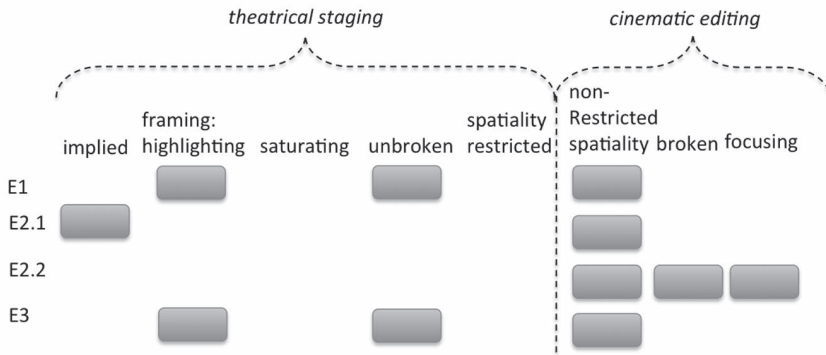 theatrical staging
cinematic editing
implied
framing:
highlighting
saturating
unbroken
spatiality
restricted
non-
Restricted
spatiality
broken
focusing
E1
E2.1
E2.2
E3